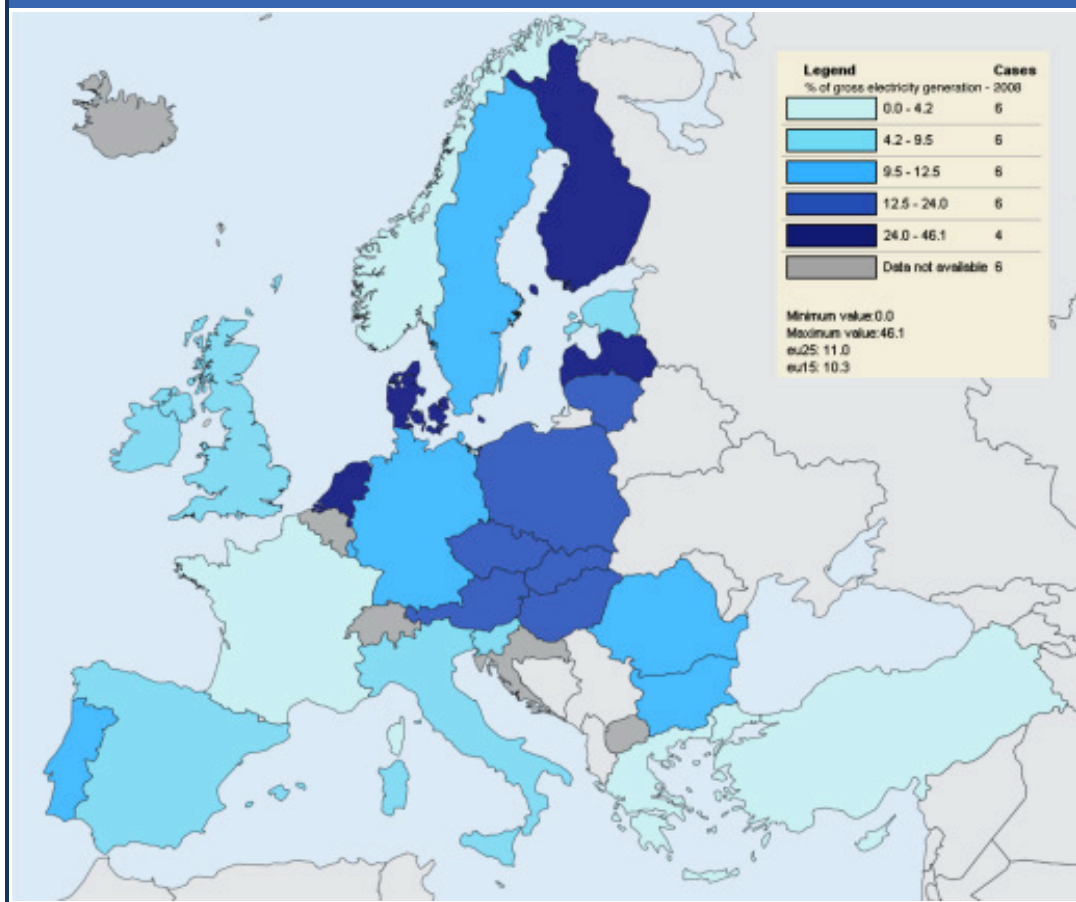 Legend Cases
% of gross electricity generation - 2008
0.0 - 4.2 6
4.2 - 9.5 6
9.5 - 12.5 6
12.5 - 24.0 6
24.0 - 46.1 4
Data not available 6
Minimum value:0.0
Maximum value:46.1
eu25: 11.0
eu15: 10.3